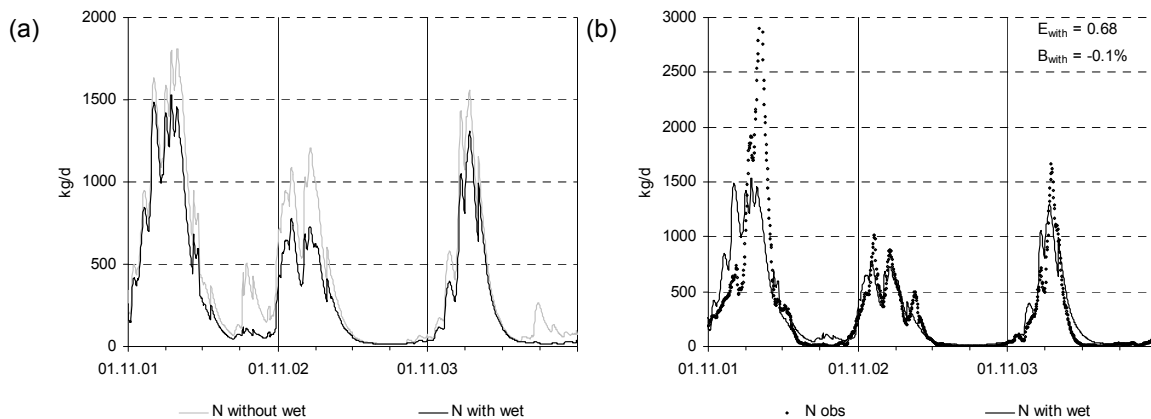 (a)
2000
1500
1000
500
0
kg/d
01.11.01
01.11.02
01.11.03
N without wet
N with wet
(b)
3000
2500
2000
1500
1000
500
0
kg/d
E_with = 0.68
B_with = -0.1%
01.11.01
01.11.02
01.11.03
N obs
N with wet